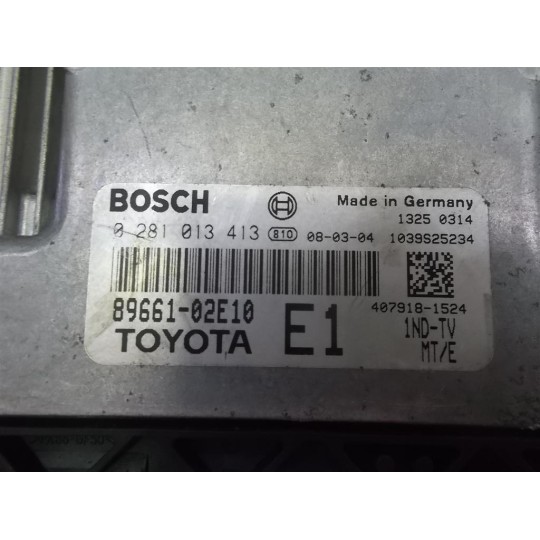 BOSCH
Made in Germany
1325 0314
0 281 013 413 810 08-03-04 1039S25234
89661-02E10
407918-1524
TOYOTA
E1
1ND-TV
MT/E